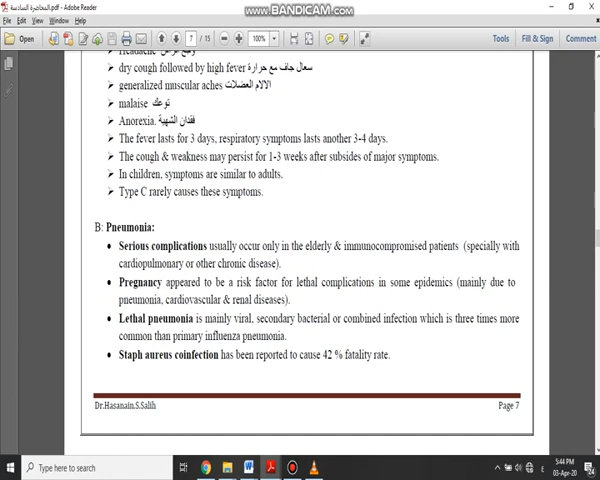 المحاضرة السادسة.pdf - Adobe Reader
www.BANDICAM.com
File Edit View Window Help
Open 7 / 15 100% Tools Fill & Sign Comment
Headache
dry cough followed by high fever سعال جاف مع حرارة
generalized muscular aches الالام العضلات
malaise توعك
Anorexia. فقدان الشهية
The fever lasts for 3 days, respiratory symptoms lasts another 3-4 days.
The cough & weakness may persist for 1-3 weeks after subsides of major symptoms.
In children, symptoms are similar to adults.
Type C rarely causes these symptoms.
B: Pneumonia:
Serious complications usually occur only in the elderly & immunocompromised patients (specially with
cardiopulmonary or other chronic disease).
Pregnancy appeared to be a risk factor for lethal complications in some epidemics (mainly due to
pneumonia, cardiovascular & renal diseases).
Lethal pneumonia is mainly viral, secondary bacterial or combined infection which is three times more
common than primary influenza pneumonia.
Staph aureus coinfection has been reported to cause 42 % fatality rate.
Dr.Hasanain.S.Salih Page 7
Type here to search
5:44 PM
03-Apr-20